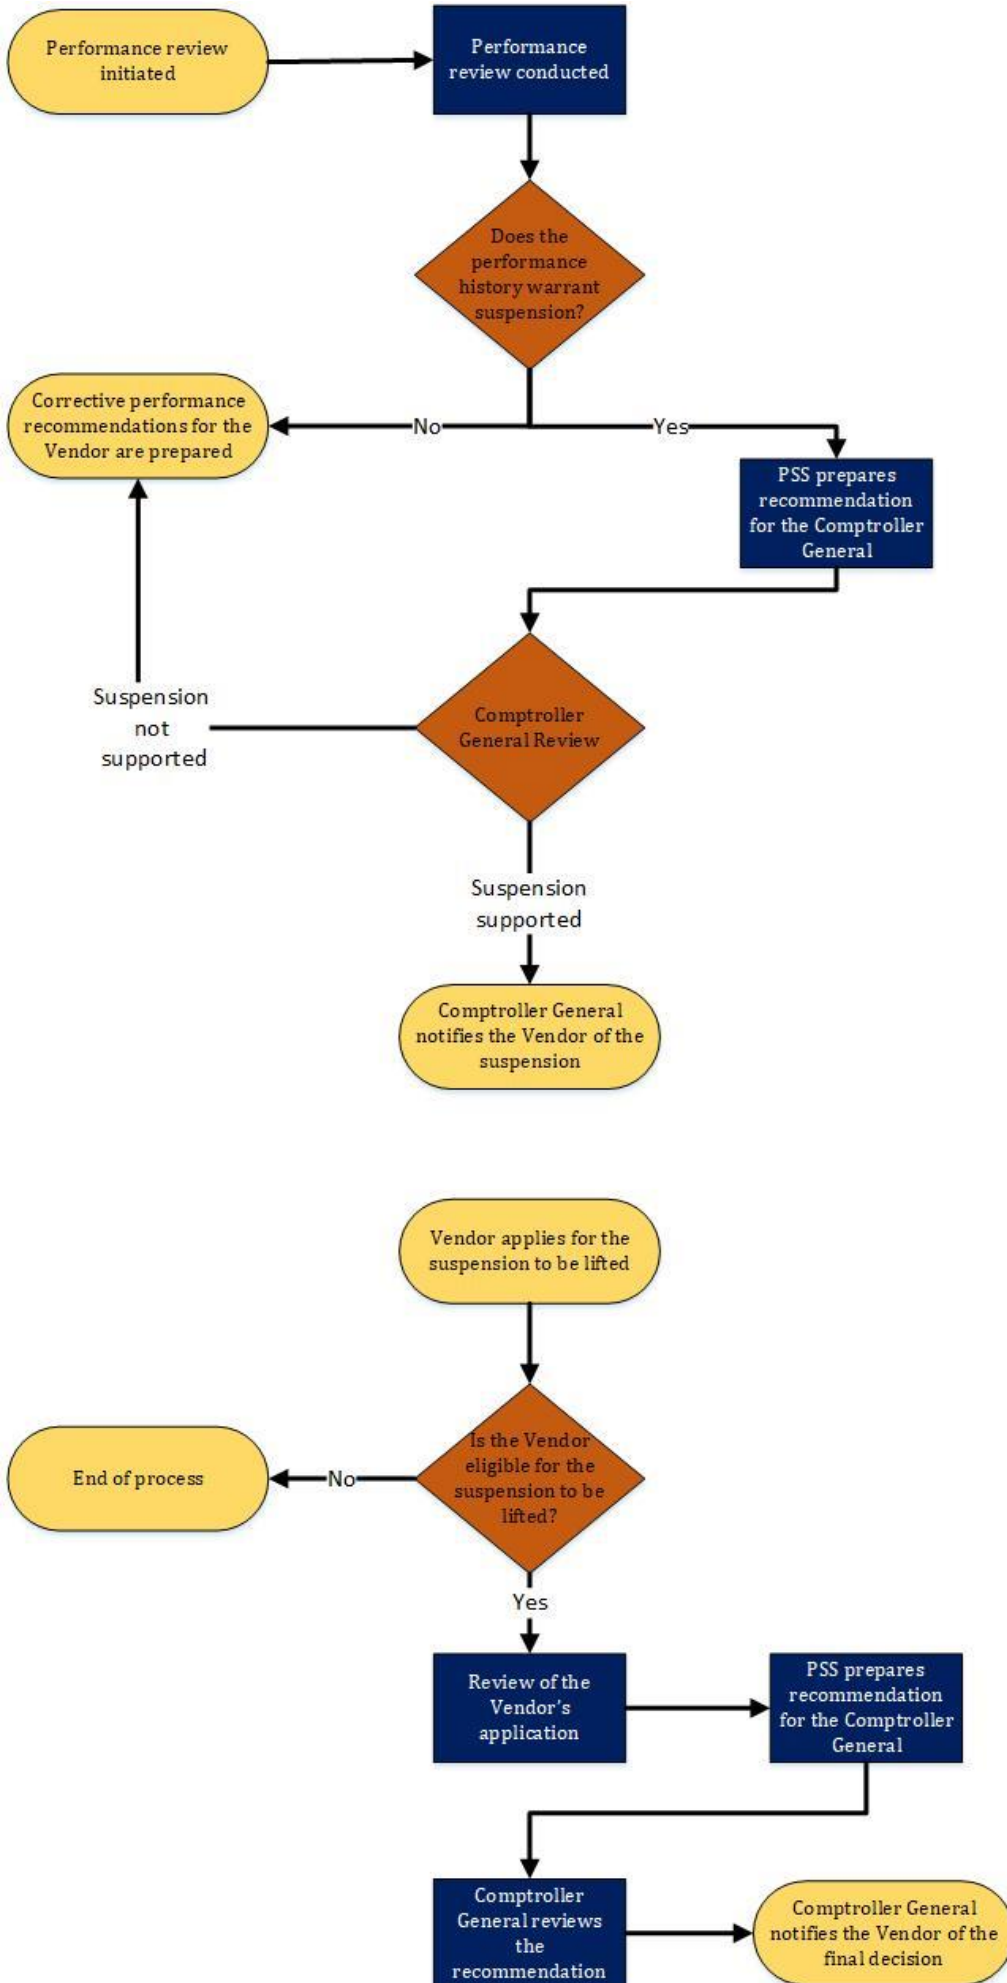 Performance review
initiated
Performance
review conducted
Does the
performance
history warrant
suspension?
Corrective performance
recommendations for the
Vendor are prepared
No
Yes
PSS prepares
recommendation
for the Comptroller
General
Suspension
not
supported
Comptroller
General Review
Suspension
supported
Comptroller General
notifies the Vendor of the
suspension
Vendor applies for the
suspension to be lifted
Is the Vendor
eligible for the
suspension to be
lifted?
No
End of process
Yes
Review of the
Vendor's
application
PSS prepares
recommendation
for the Comptroller
General
Comptroller
General reviews
the
recommendation
Comptroller General
notifies the Vendor of the
final decision